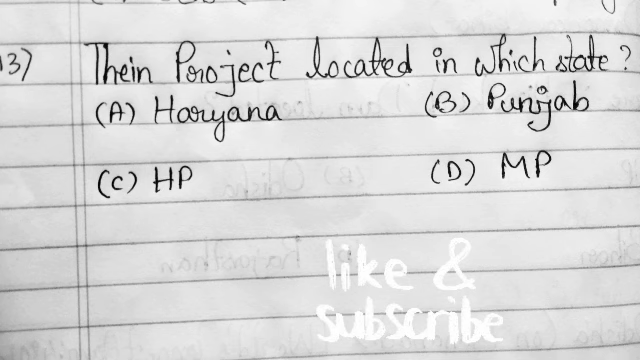 13) Thein Project located in which state?
(A) Haryana (B) Punjab
(C) HP (D) MP
like &
subscribe